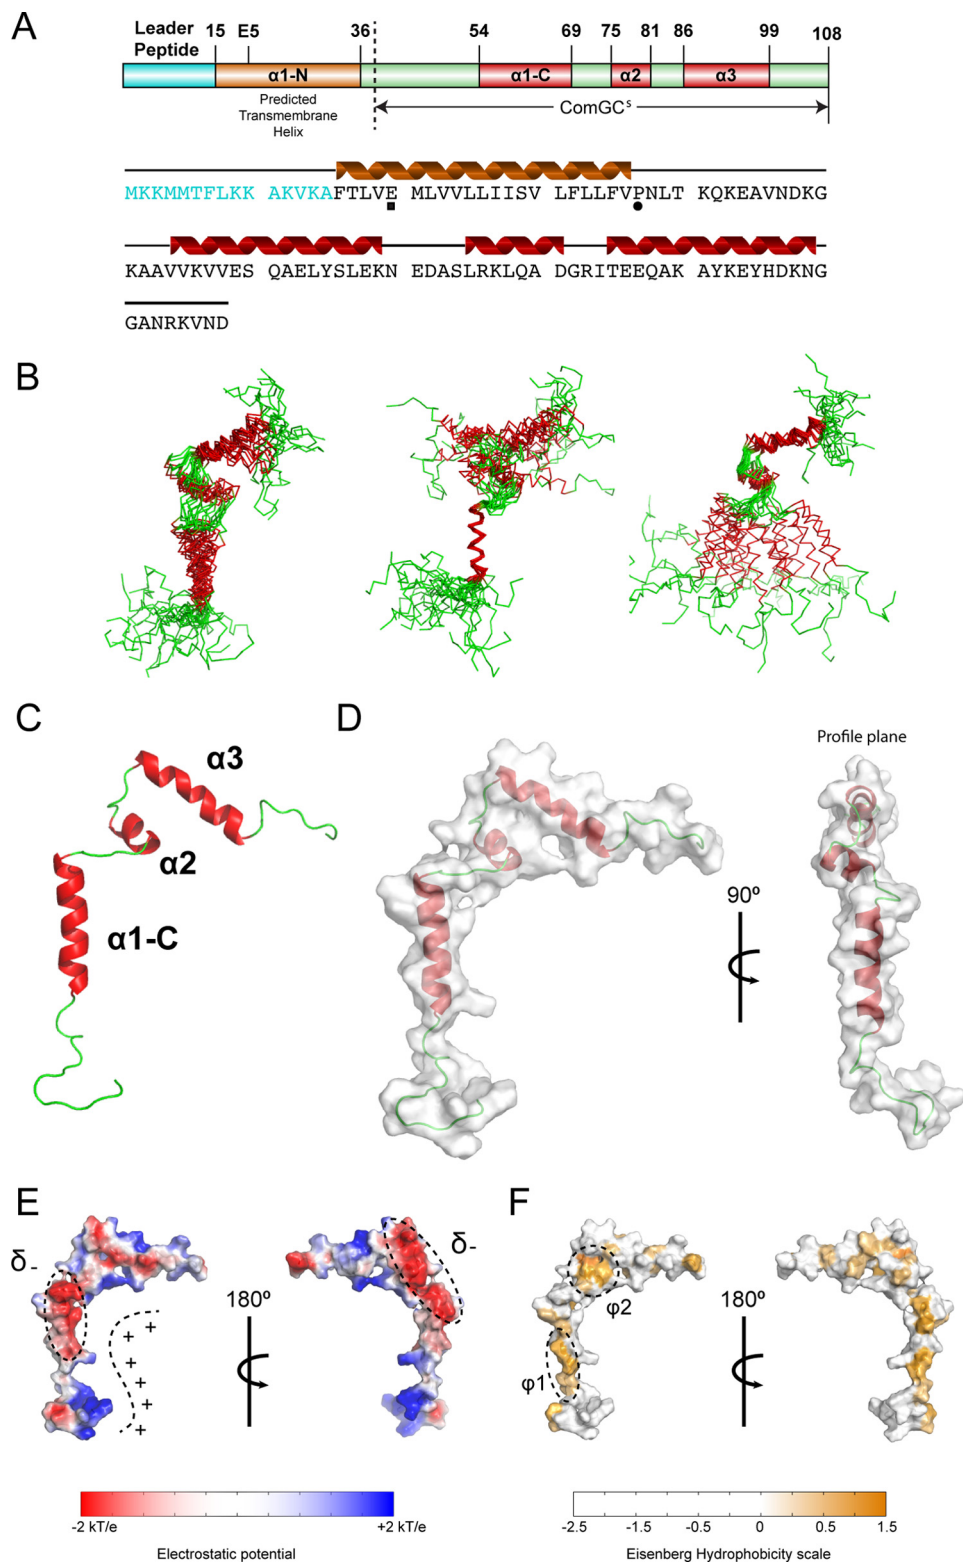 A
Leader
Peptide
15 E5 36 54 69 75 81 86 99 108
α1-N α1-C α2 α3
Predicted
Transmembrane
Helix
ComGCˢ
MKKMMTFLKK AKVKAFTLVE MLVVLLIISV LFLLFVPNLT KQKEAVNDKG
KAAVVKVVES QAELYSLEKN EDASLRKLQA DGRITEEQAK AYKEYHDKNG
GANRKVND
B
C
α3
α2
α1-C
D
Profile plane
90º
E
δ-
+
+
+
+
+
+
180º
δ-
-2 kT/e +2 kT/e
Electrostatic potential
F
φ2
φ1
180º
-2.5 -1.5 -0.5 0 0.5 1.5
Eisenberg Hydrophobicity scale